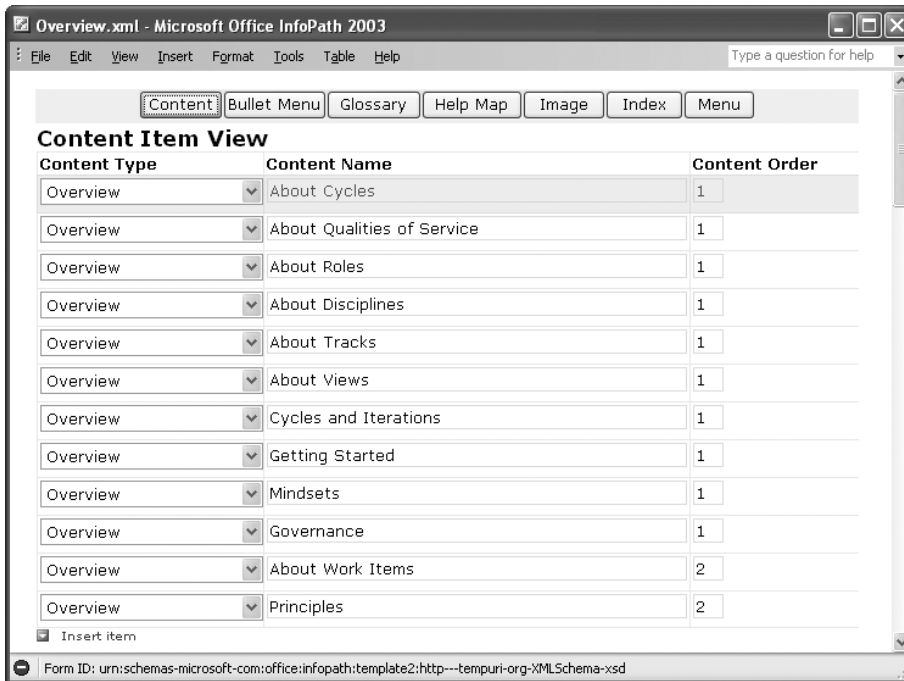 Overview.xml - Microsoft Office InfoPath 2003
File Edit View Insert Format Tools Table Help Type a question for help
Content Bullet Menu Glossary Help Map Image Index Menu
Content Item View
Content Type Content Name Content Order
Overview About Cycles 1
Overview About Qualities of Service 1
Overview About Roles 1
Overview About Disciplines 1
Overview About Tracks 1
Overview About Views 1
Overview Cycles and Iterations 1
Overview Getting Started 1
Overview Mindsets 1
Overview Governance 1
Overview About Work Items 2
Overview Principles 2
Insert item
Form ID: urn:schemas-microsoft-com:office:infopath:template2:http---tempuri-org-XMLSchema-xsd